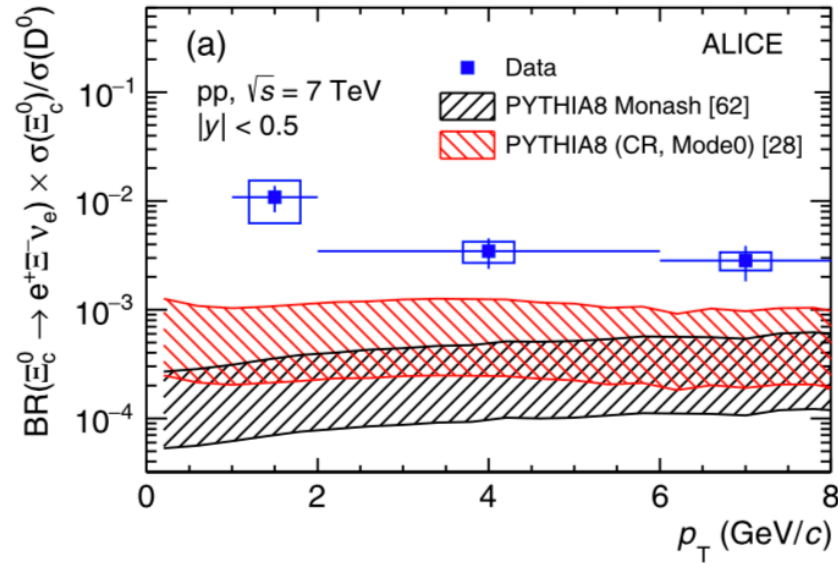 (a)
ALICE
pp, √s = 7 TeV
|y| < 0.5
Data
PYTHIA8 Monash [62]
PYTHIA8 (CR, Mode0) [28]
BR(Ξc0 → e+Ξ−νe) × σ(Ξc0)/σ(D0)
10−1
10−2
10−3
10−4
0 2 4 6 8
pT (GeV/c)